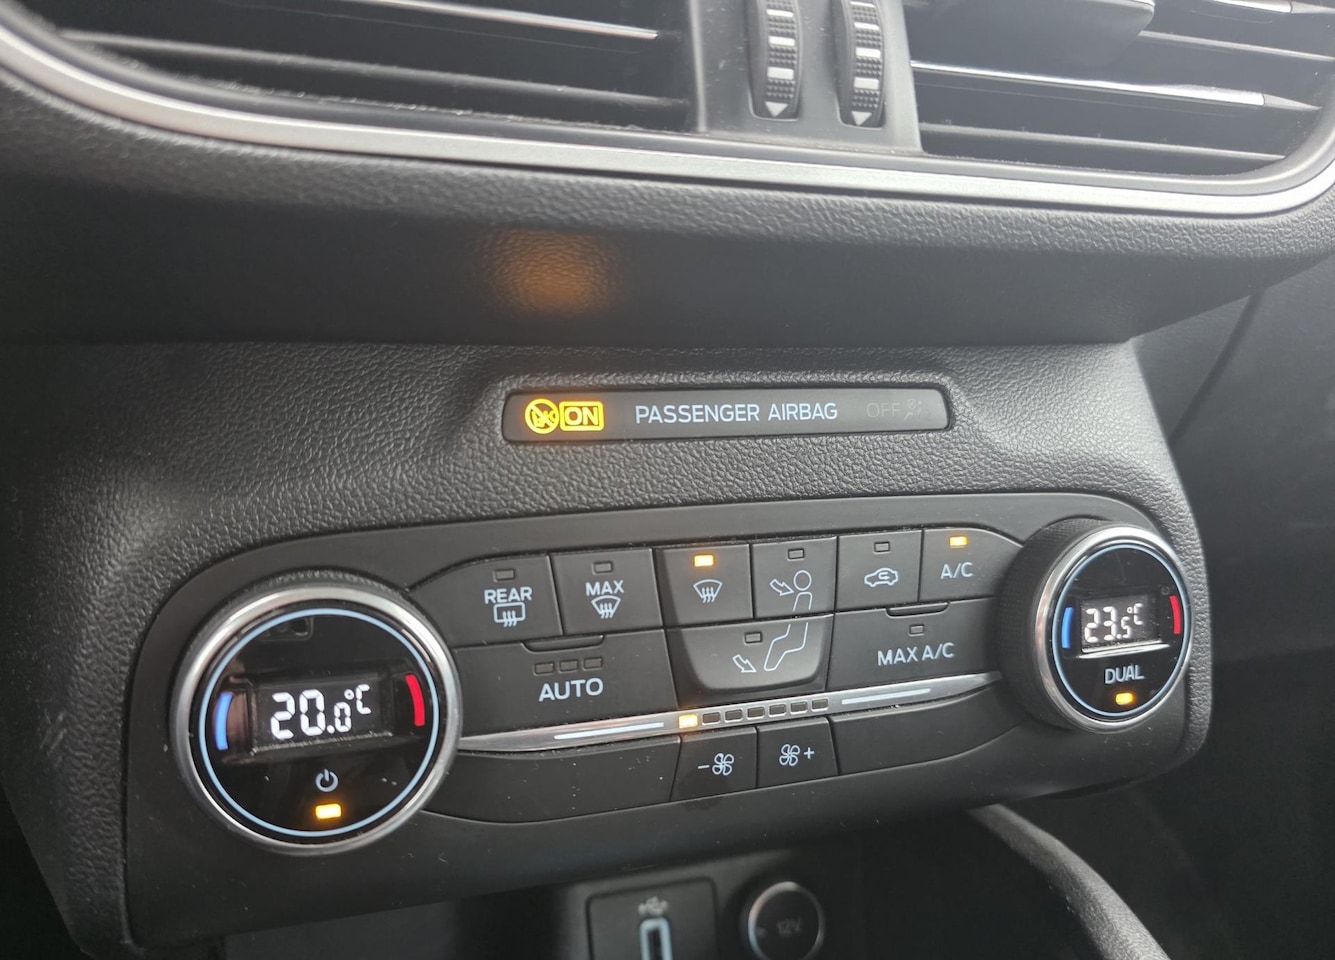 ON PASSENGER AIRBAG OFF
REAR
MAX
A/C
AUTO
MAX A/C
20.0°C
23.5°C
DUAL
- +
12V